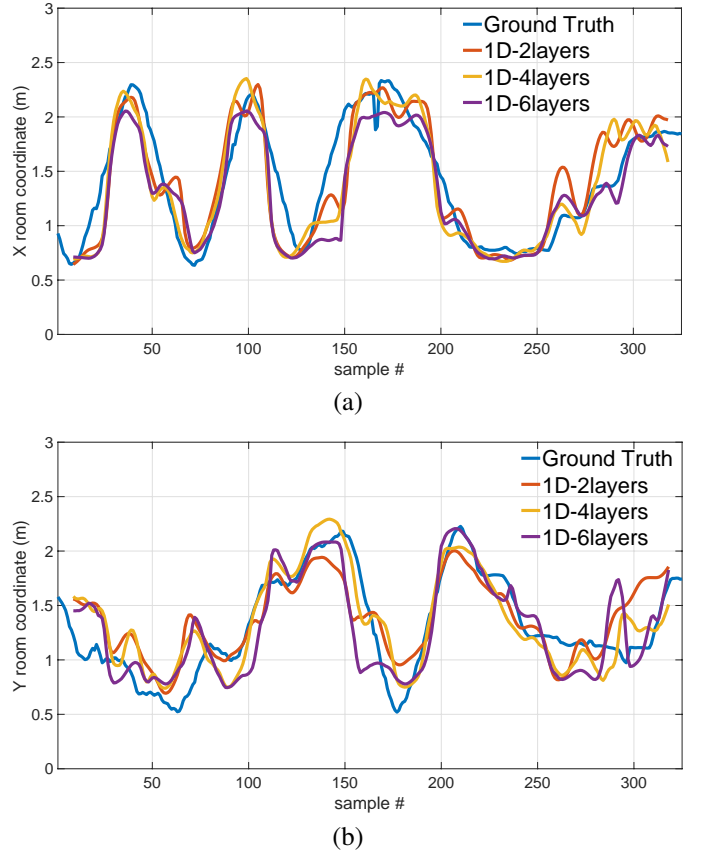 3
Ground Truth
1D-2layers
1D-4layers
1D-6layers
2.5
2
1.5
1
0.5
0
X room coordinate (m)
50 100 150 200 250 300
sample #
(a)
3
Ground Truth
1D-2layers
1D-4layers
1D-6layers
2.5
2
1.5
1
0.5
0
Y room coordinate (m)
50 100 150 200 250 300
sample #
(b)